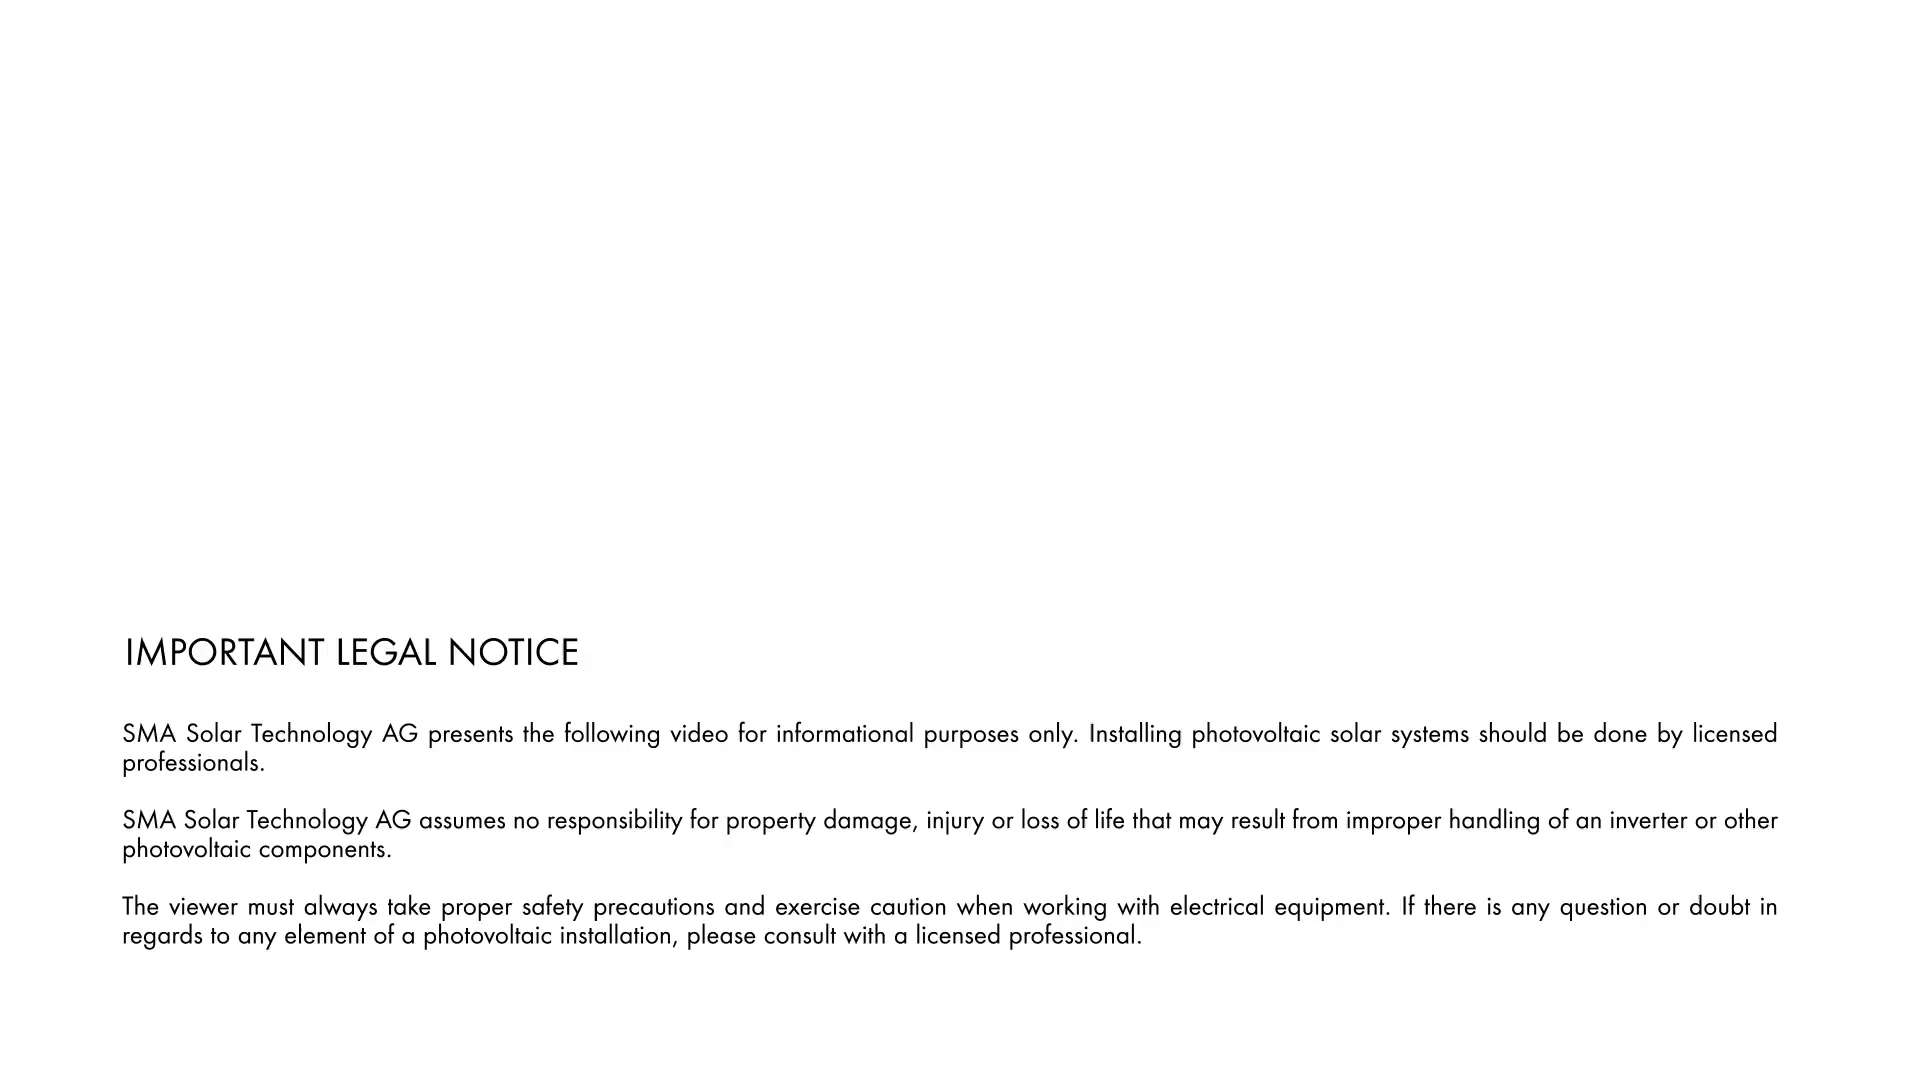 IMPORTANT LEGAL NOTICE
SMA Solar Technology AG presents the following video for informational purposes only. Installing photovoltaic solar systems should be done by licensed
professionals.
SMA Solar Technology AG assumes no responsibility for property damage, injury or loss of life that may result from improper handling of an inverter or other
photovoltaic components.
The viewer must always take proper safety precautions and exercise caution when working with electrical equipment. If there is any question or doubt in
regards to any element of a photovoltaic installation, please consult with a licensed professional.